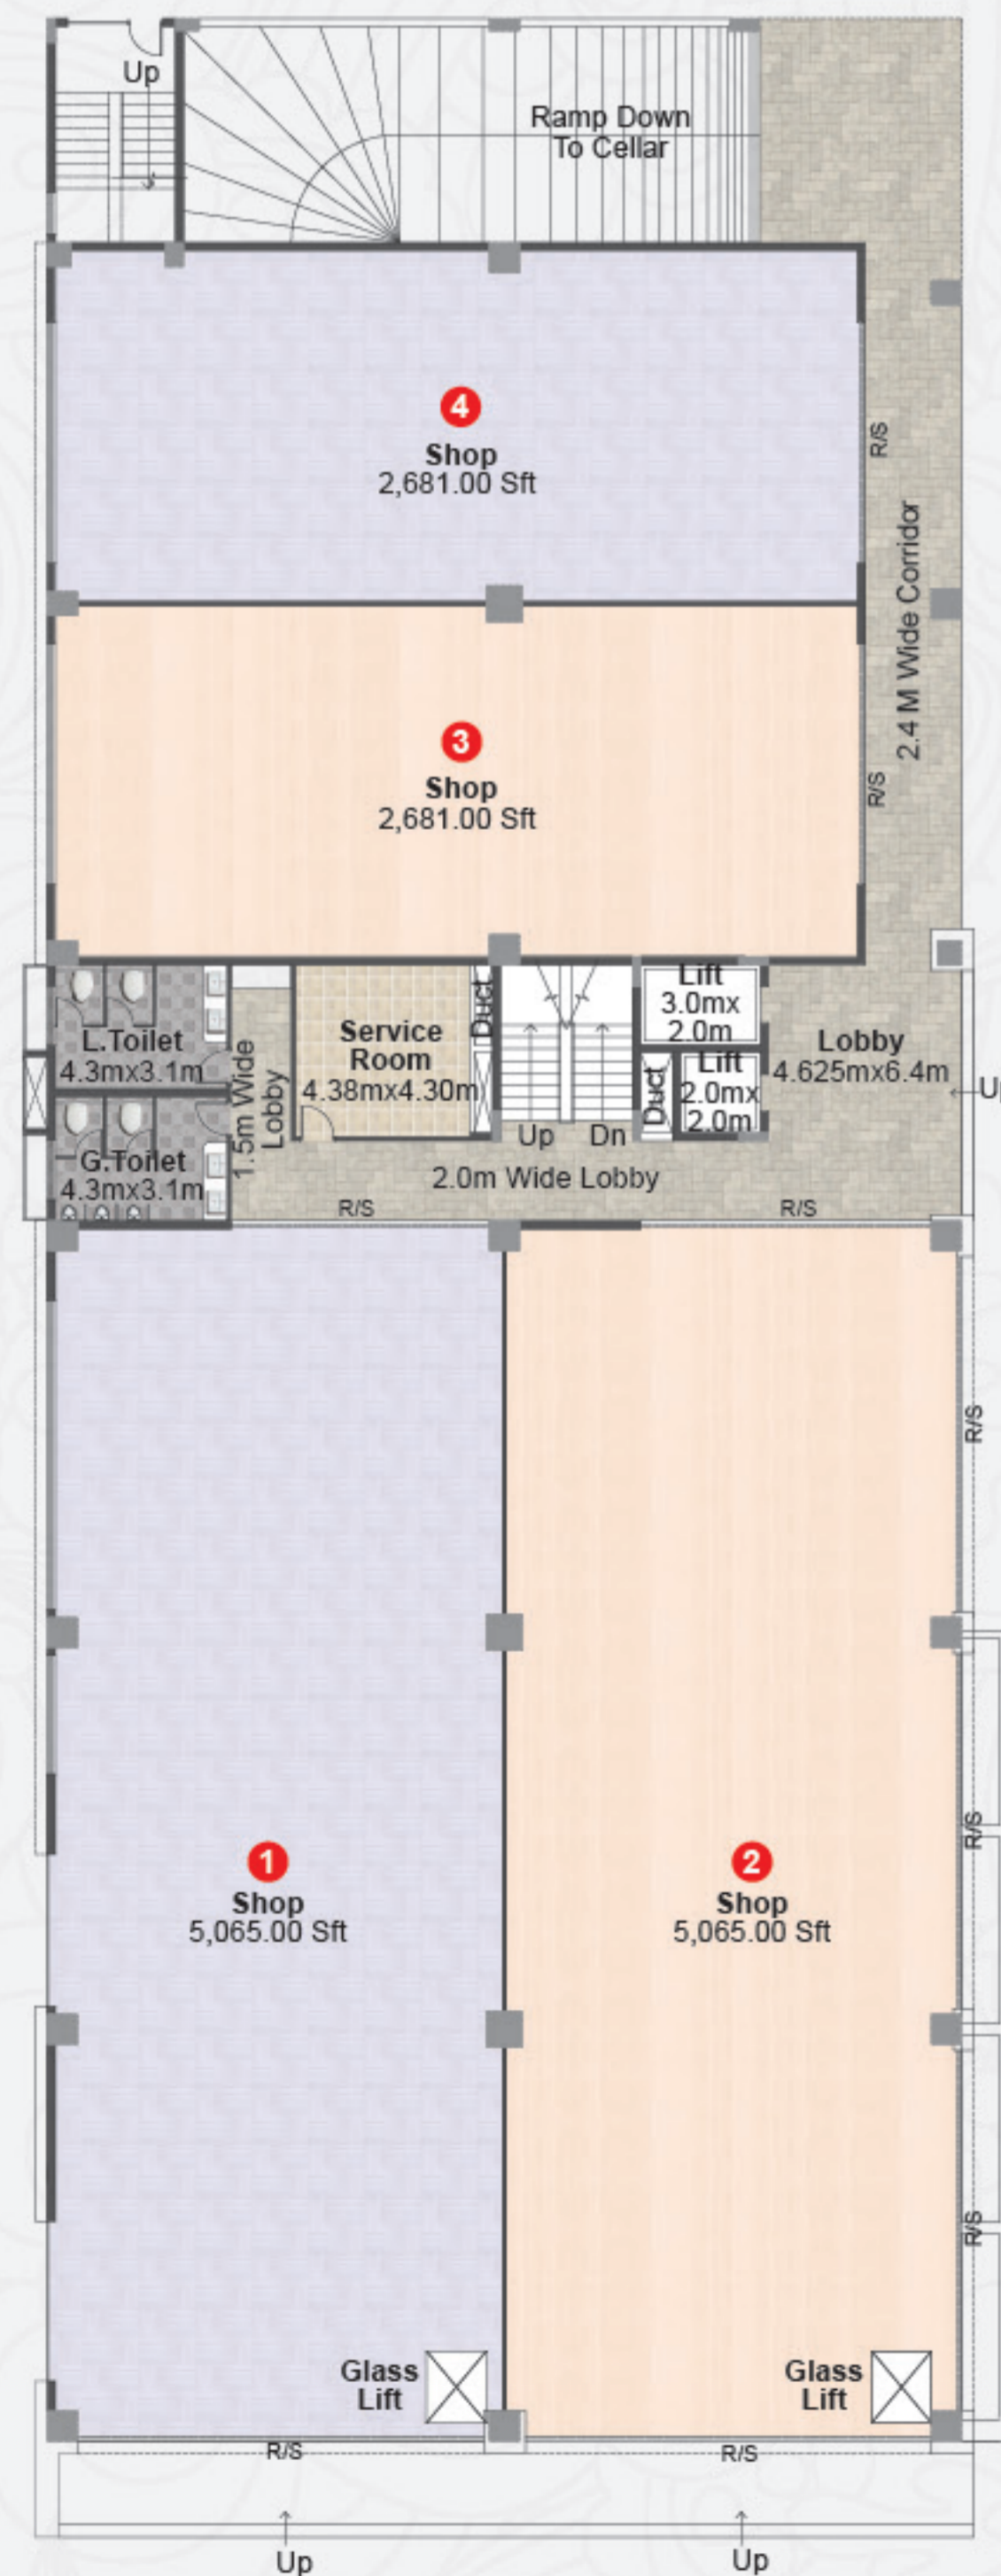 Up
Ramp Down
To Cellar
4
Shop
2,681.00 Sft
R/S
2.4 M Wide Corridor
3
Shop
2,681.00 Sft
R/S
L.Toilet
4.3mx3.1m
G.Toilet
4.3mx3.1m
1.5m Wide
Lobby
Service
Room
4.38mx4.30m
Duct
Up
Dn
Lift
3.0mx
2.0m
Duct
Lift
2.0mx
2.0m
Lobby
4.625mx6.4m
Up
2.0m Wide Lobby
R/S
R/S
R/S
R/S
1
Shop
5,065.00 Sft
2
Shop
5,065.00 Sft
R/S
Glass
Lift
Glass
Lift
R/S
R/S
Up
Up